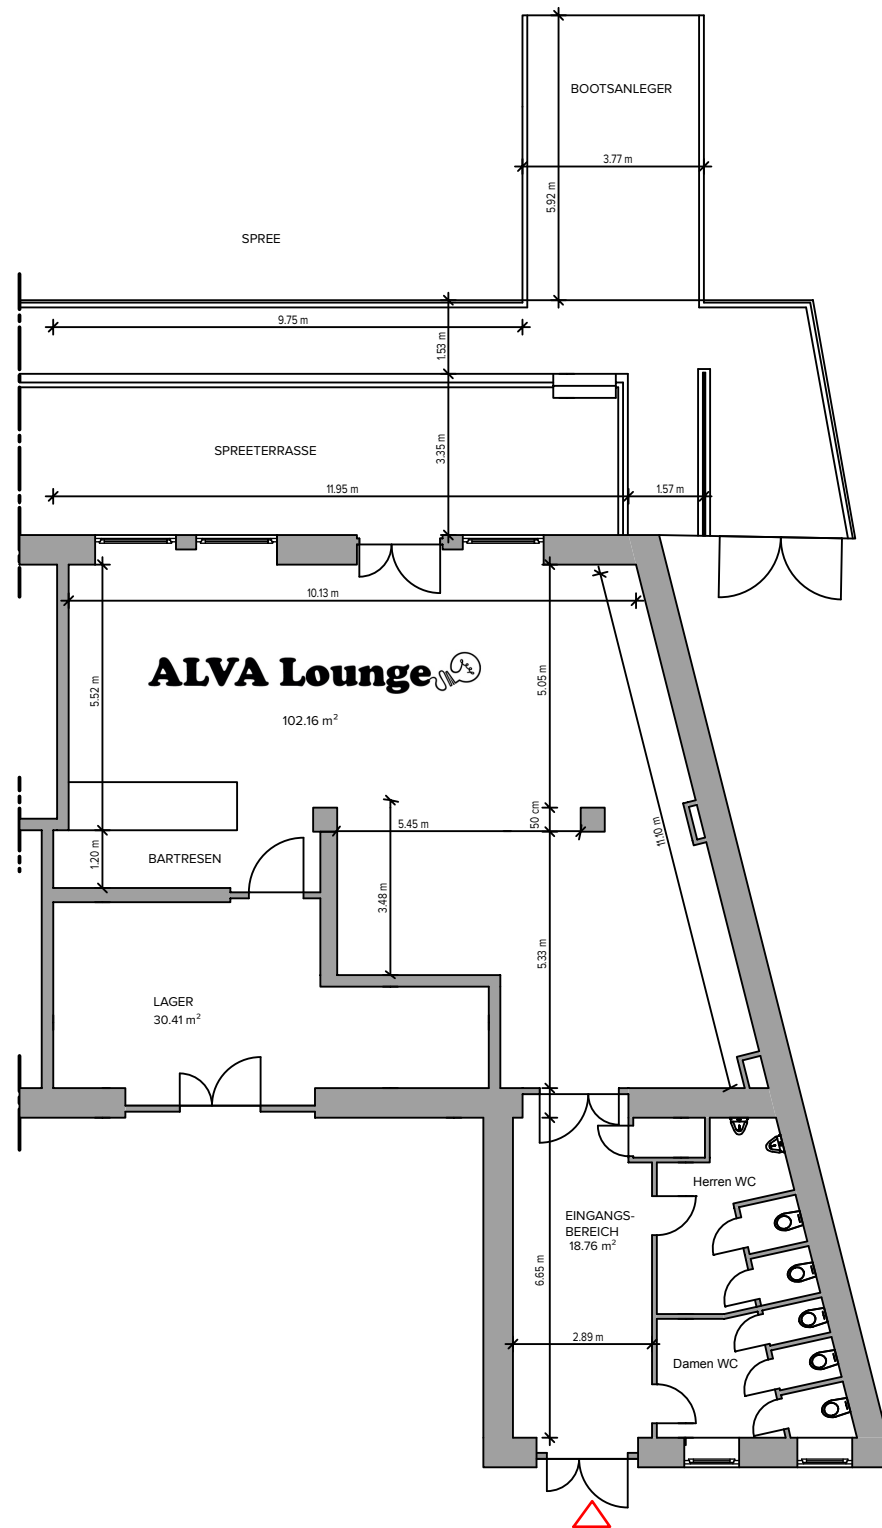 BOOTSANLEGER
3.77 m
5.92 m
SPREE
9.75 m
1.53 m
SPREETERRASSE
3.35 m
11.95 m
1.57 m
10.13 m
5.52 m
5.05 m
ALVA Lounge
102.16 m²
50 cm
5.45 m
11.10 m
1.20 m
BARTRESEN
3.48 m
5.33 m
LAGER
30.41 m²
Herren WC
EINGANGS-
BEREICH
18.76 m²
6.65 m
2.89 m
Damen WC